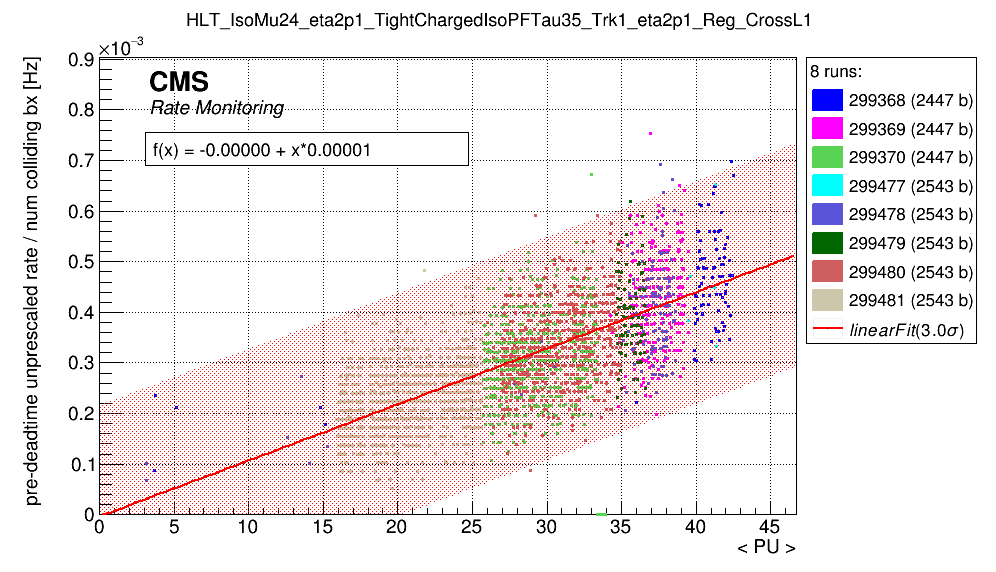 HLT_IsoMu24_eta2p1_TightChargedIsoPFTau35_Trk1_eta2p1_Reg_CrossL1
×10⁻³
CMS
Rate Monitoring
f(x) = -0.00000 + x*0.00001
pre-deadtime unprescaled rate / num colliding bx [Hz]
0.9
0.8
0.7
0.6
0.5
0.4
0.3
0.2
0.1
0
0 5 10 15 20 25 30 35 40 45
< PU >
8 runs:
299368 (2447 b)
299369 (2447 b)
299370 (2447 b)
299477 (2543 b)
299478 (2543 b)
299479 (2543 b)
299480 (2543 b)
299481 (2543 b)
linearFit(3.0σ)